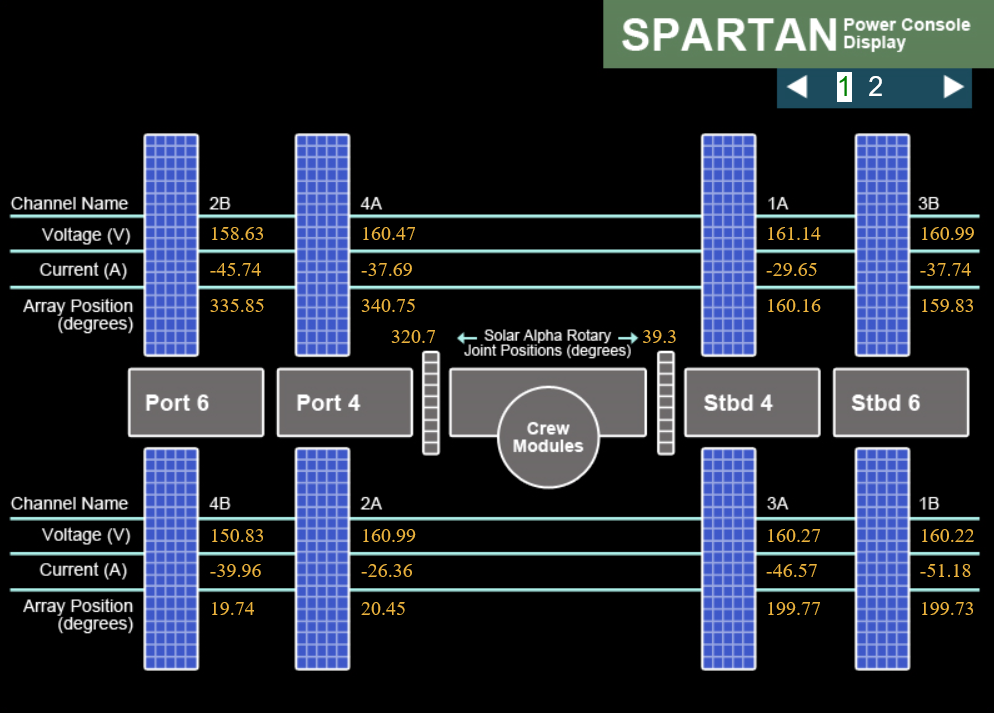 SPARTAN Power Console Display
1 2
Channel Name 2B 4A 1A 3B
Voltage (V) 158.63 160.47 161.14 160.99
Current (A) -45.74 -37.69 -29.65 -37.74
Array Position (degrees) 335.85 340.75 160.16 159.83
320.7 Solar Alpha Rotary Joint Positions (degrees) 39.3
Port 6 Port 4 Crew Modules Stbd 4 Stbd 6
Channel Name 4B 2A 3A 1B
Voltage (V) 150.83 160.99 160.27 160.22
Current (A) -39.96 -26.36 -46.57 -51.18
Array Position (degrees) 19.74 20.45 199.77 199.73